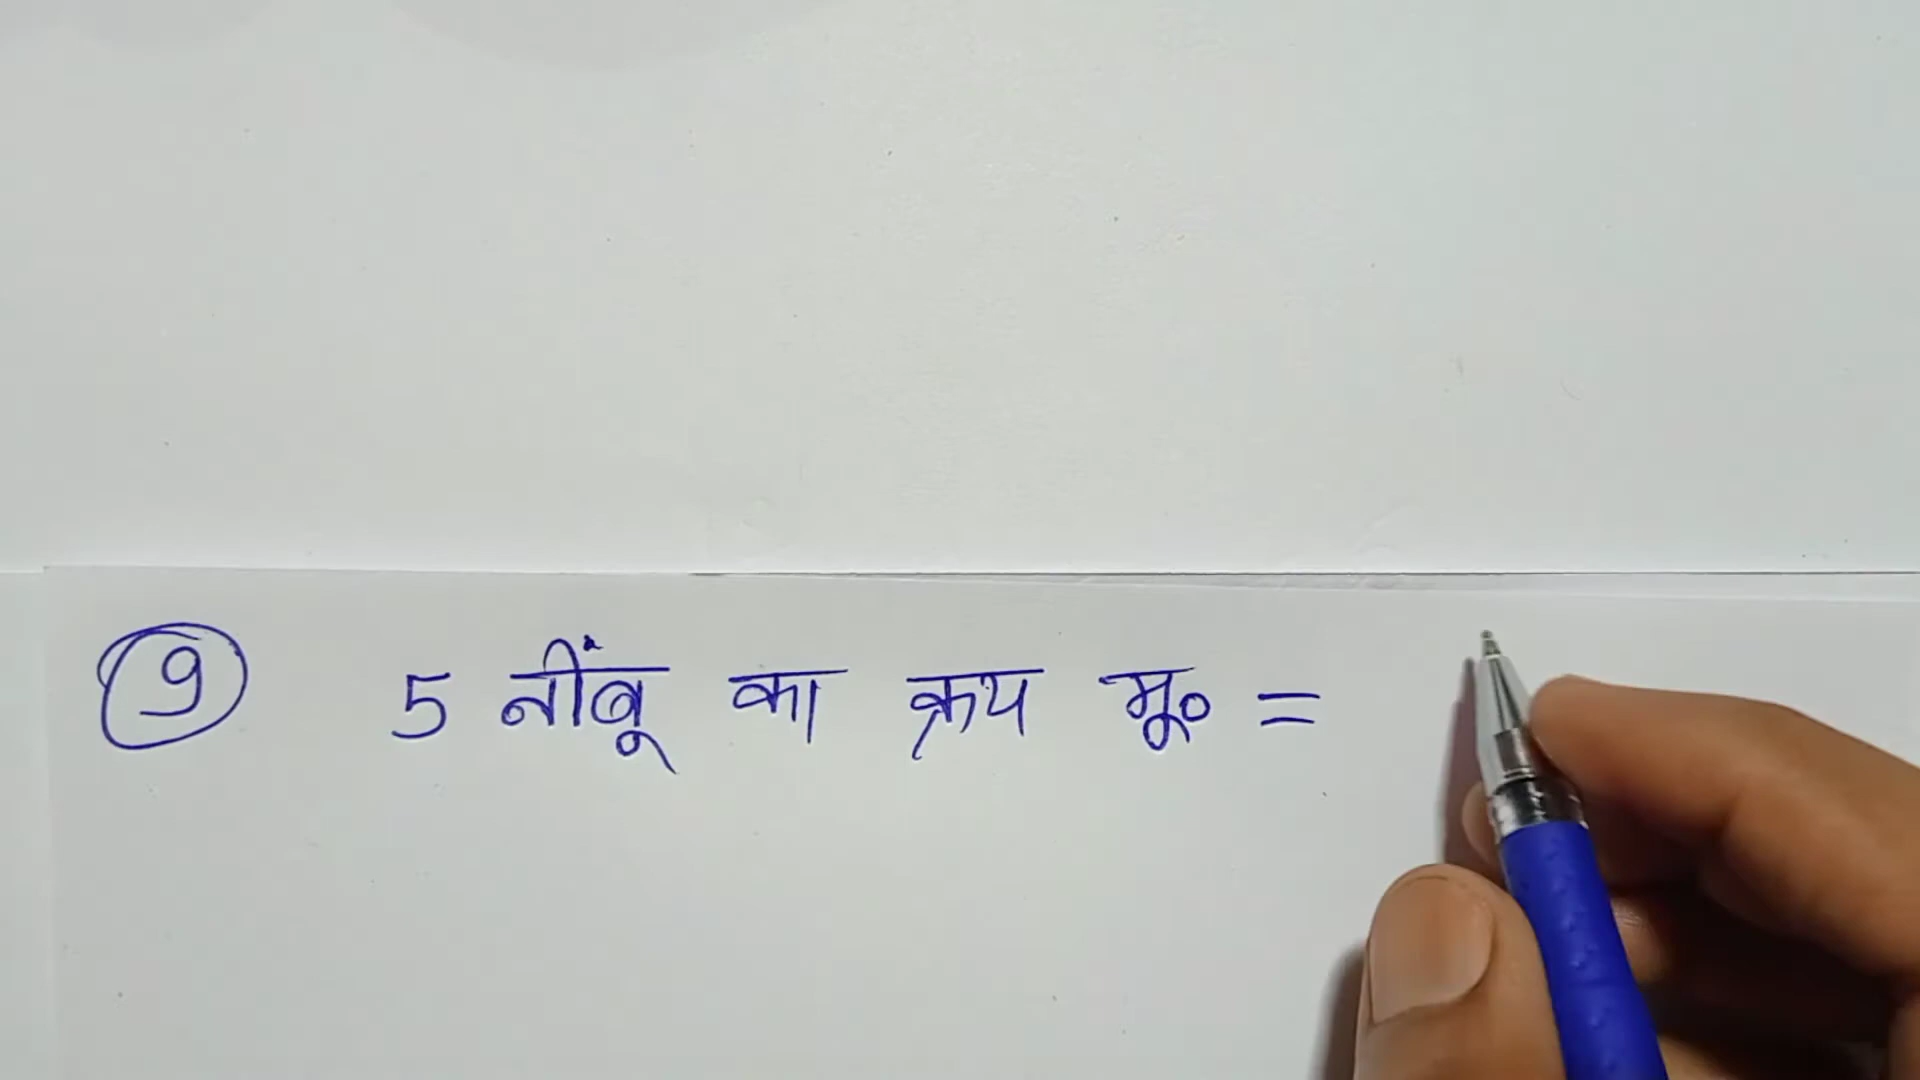 9 5 नींबू का क्रय मू० =